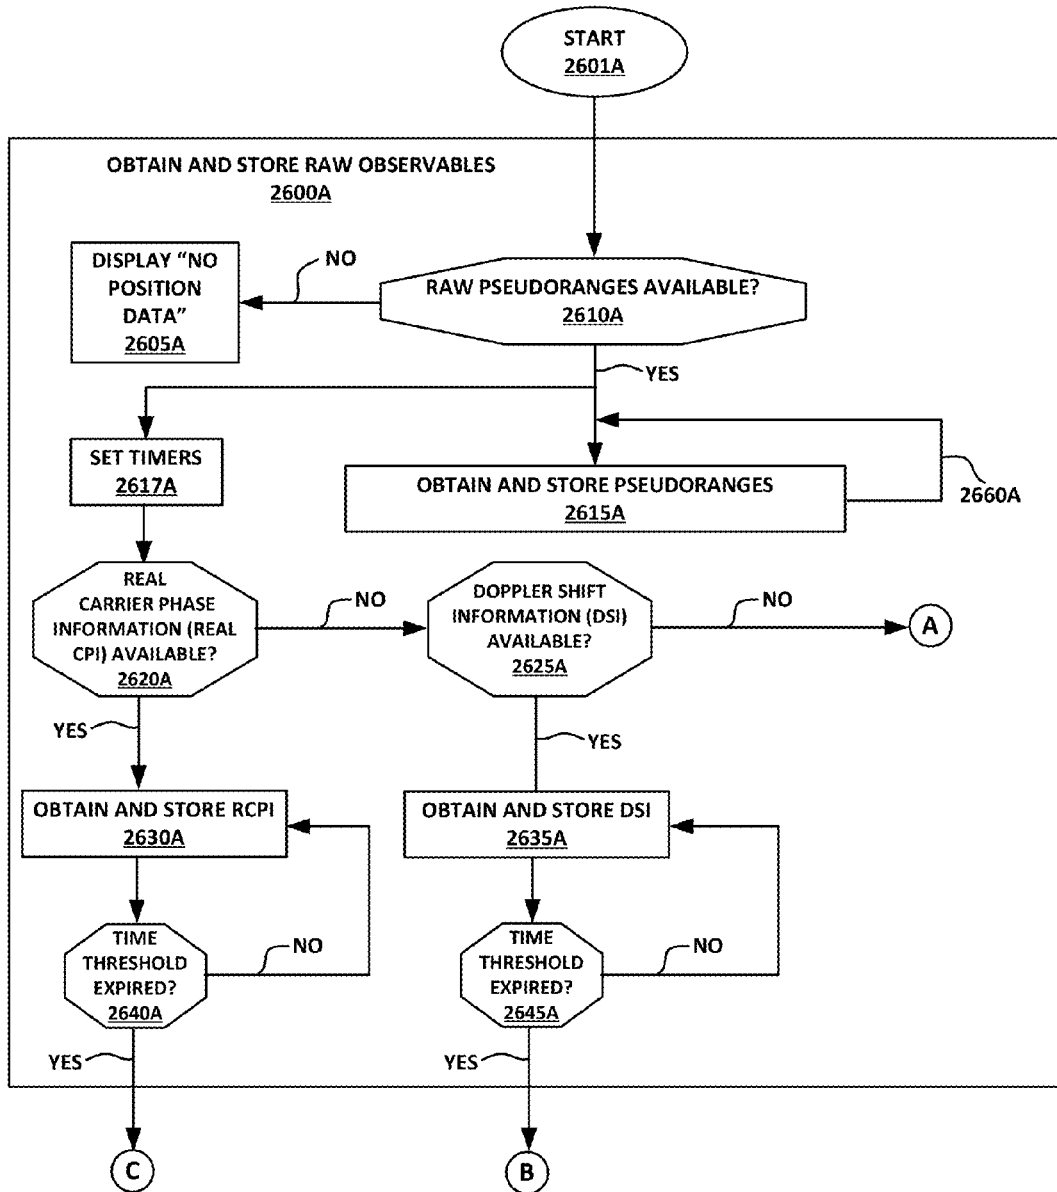 START
2601A
OBTAIN AND STORE RAW OBSERVABLES
2600A
DISPLAY “NO
POSITION
DATA”
2605A
NO
RAW PSEUDORANGES AVAILABLE?
2610A
YES
SET TIMERS
2617A
OBTAIN AND STORE PSEUDORANGES
2615A
2660A
REAL
CARRIER PHASE
INFORMATION (REAL
CPI) AVAILABLE?
2620A
NO
DOPPLER SHIFT
INFORMATION (DSI)
AVAILABLE?
2625A
NO
A
YES
YES
OBTAIN AND STORE RCPI
2630A
OBTAIN AND STORE DSI
2635A
TIME
THRESHOLD
EXPIRED?
2640A
NO
TIME
THRESHOLD
EXPIRED?
2645A
NO
YES
YES
C
B